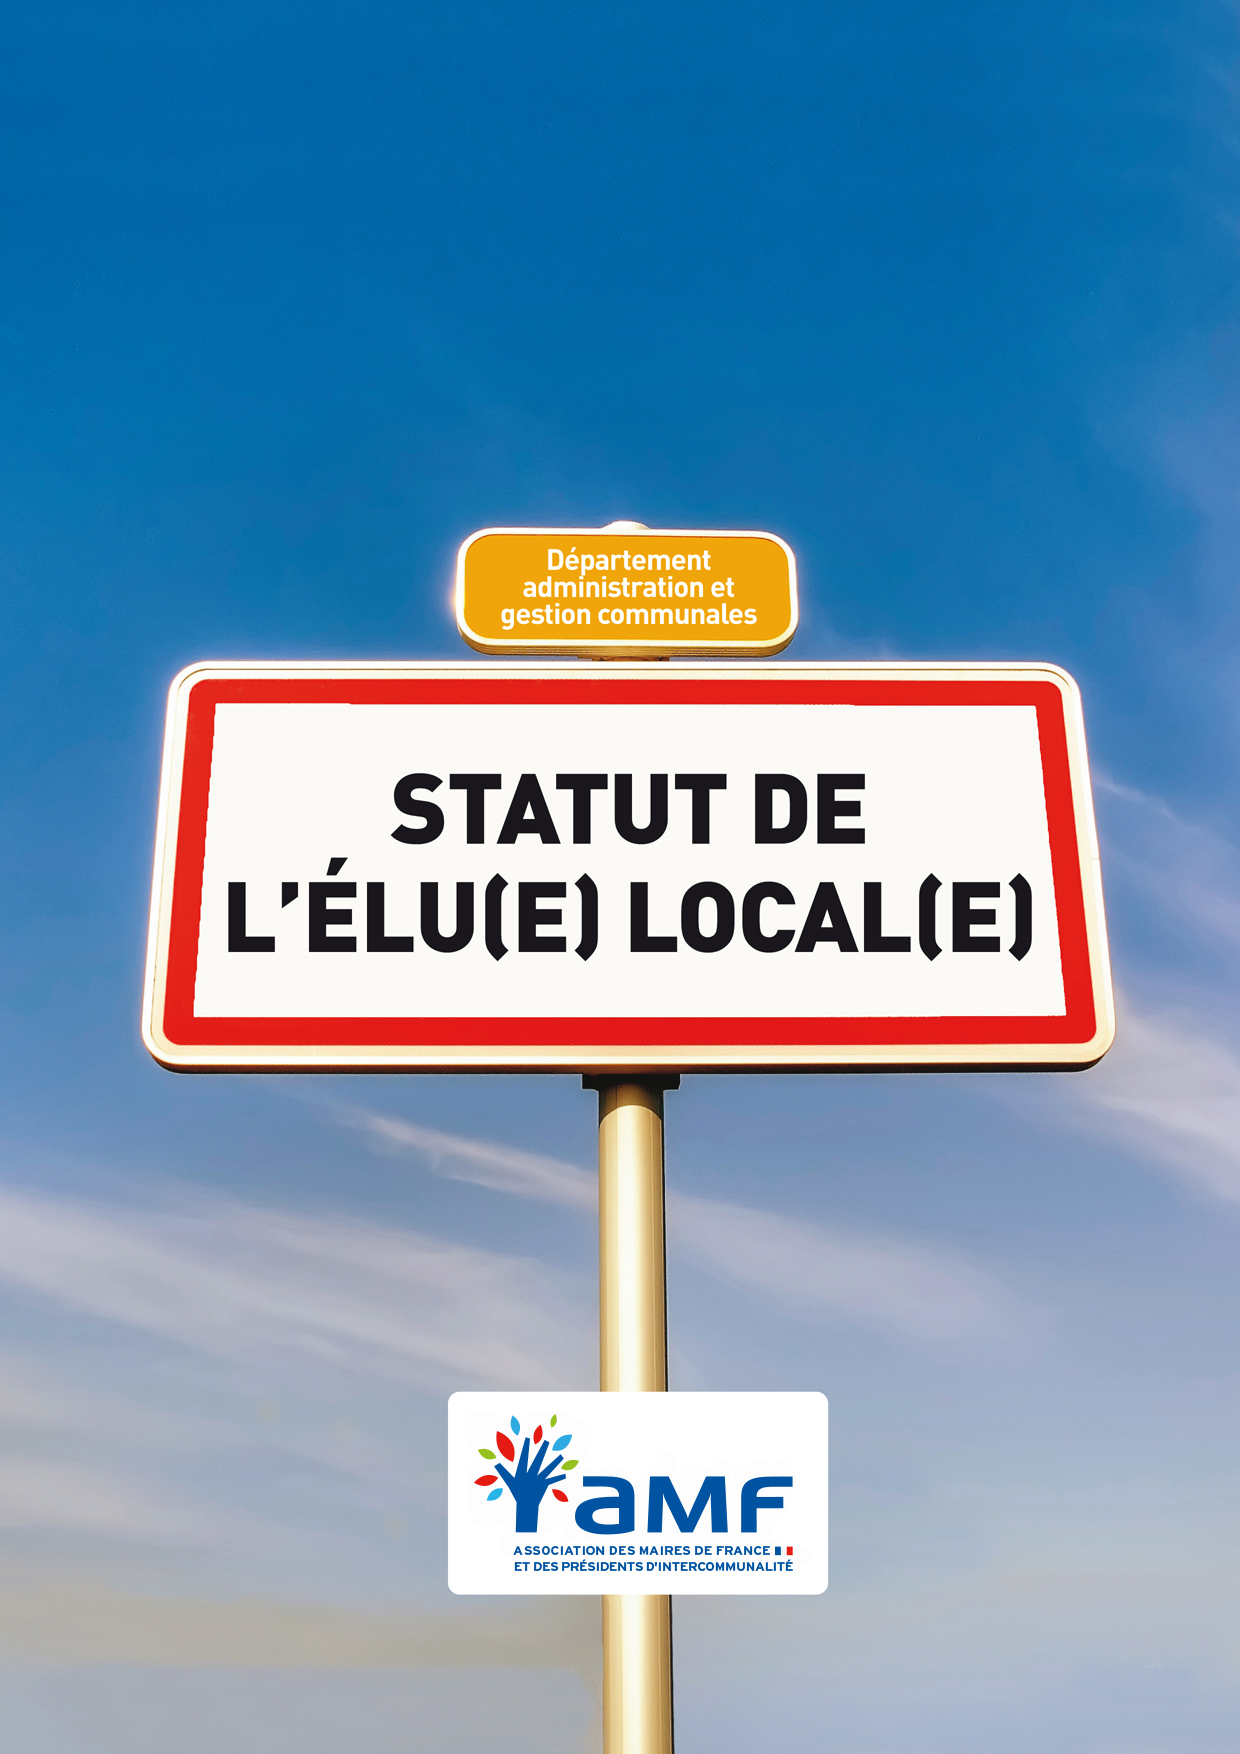 Département
administration et
gestion communales
STATUT DE
L’ÉLU(E) LOCAL(E)
aMF
ASSOCIATION DES MAIRES DE FRANCE
ET DES PRÉSIDENTS D’INTERCOMMUNALITÉ